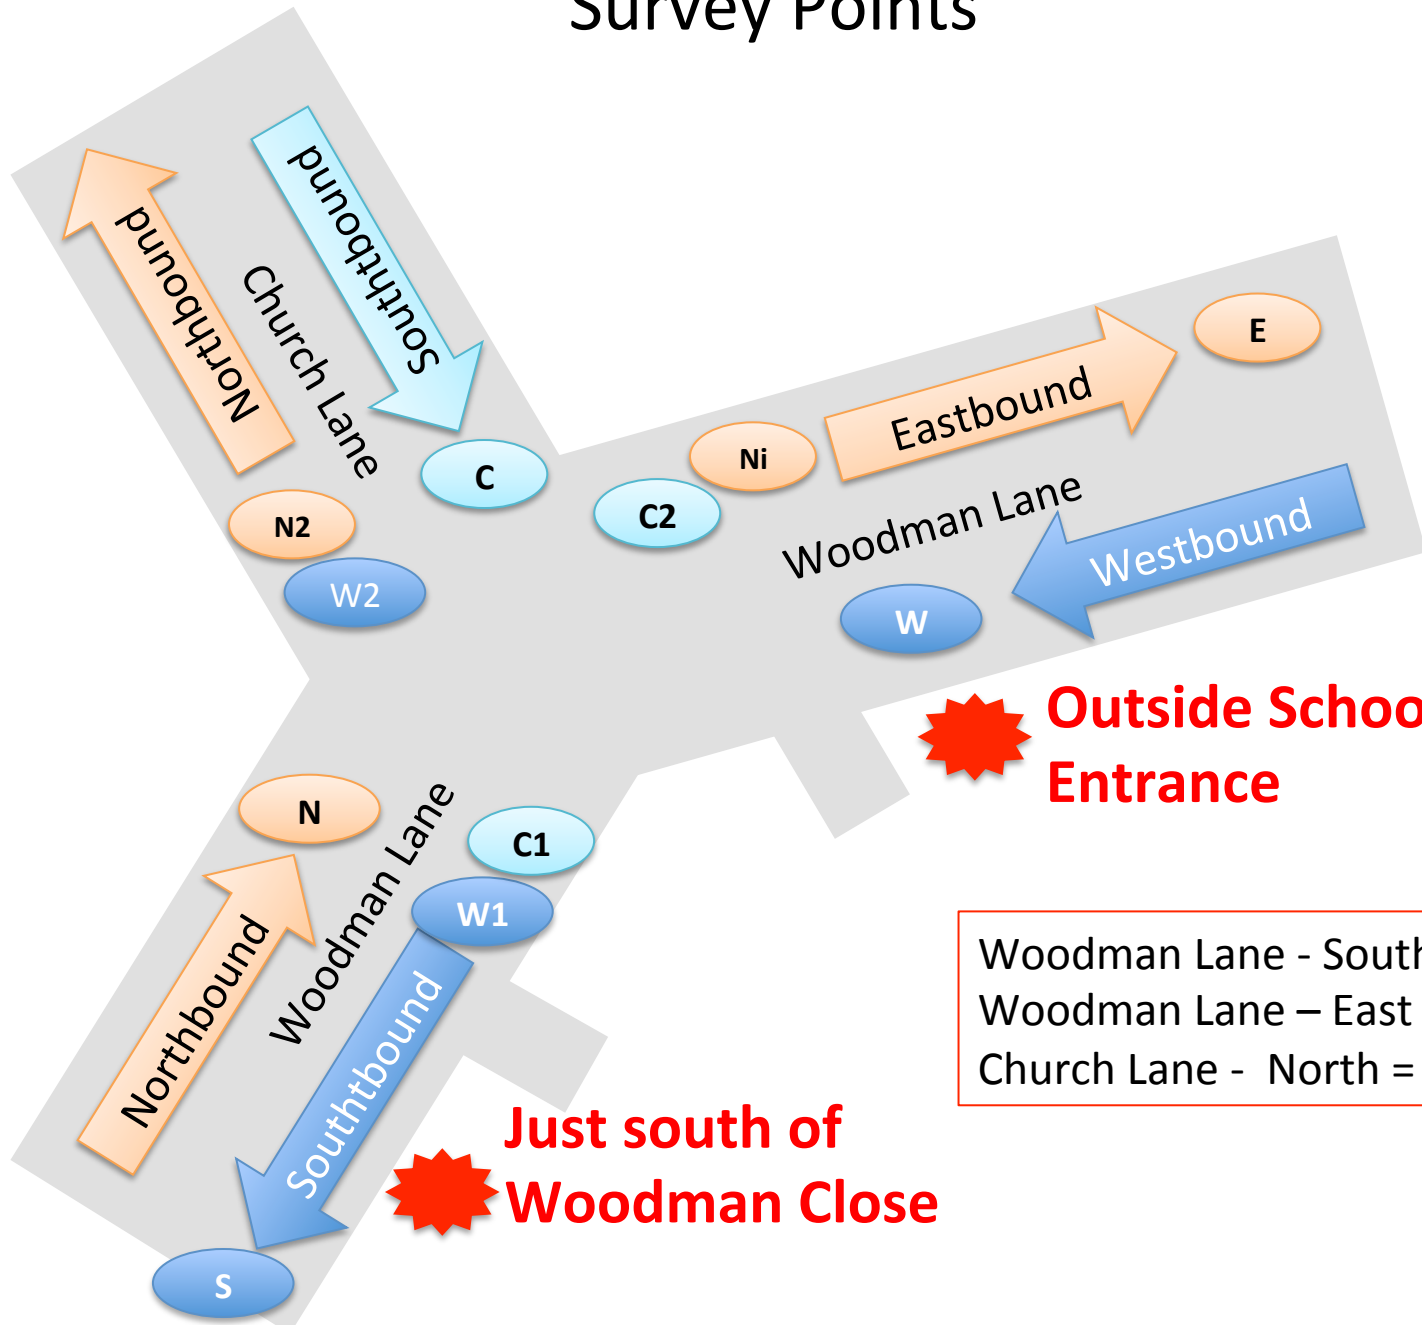 Survey Points
Northbound
Southtbound
Church Lane
E
Eastbound
Ni
C
C2
N2
Woodman Lane
Westbound
W2
W
Outside Schoo
Entrance
N
Woodman Lane
C1
W1
Northbound
Southtbound
Woodman Lane - South
Woodman Lane – East
Church Lane - North =
Just south of
Woodman Close
S